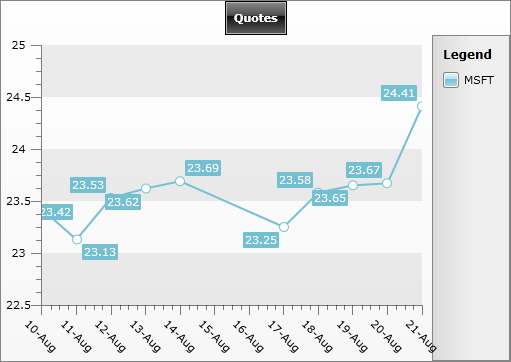 Quotes
Legend
MSFT
25
24.5
24
23.5
23
22.5
23.42
23.13
23.53
23.62
23.69
23.25
23.58
23.65
23.67
24.41
10-Aug
11-Aug
12-Aug
13-Aug
14-Aug
15-Aug
16-Aug
17-Aug
18-Aug
19-Aug
20-Aug
21-Aug